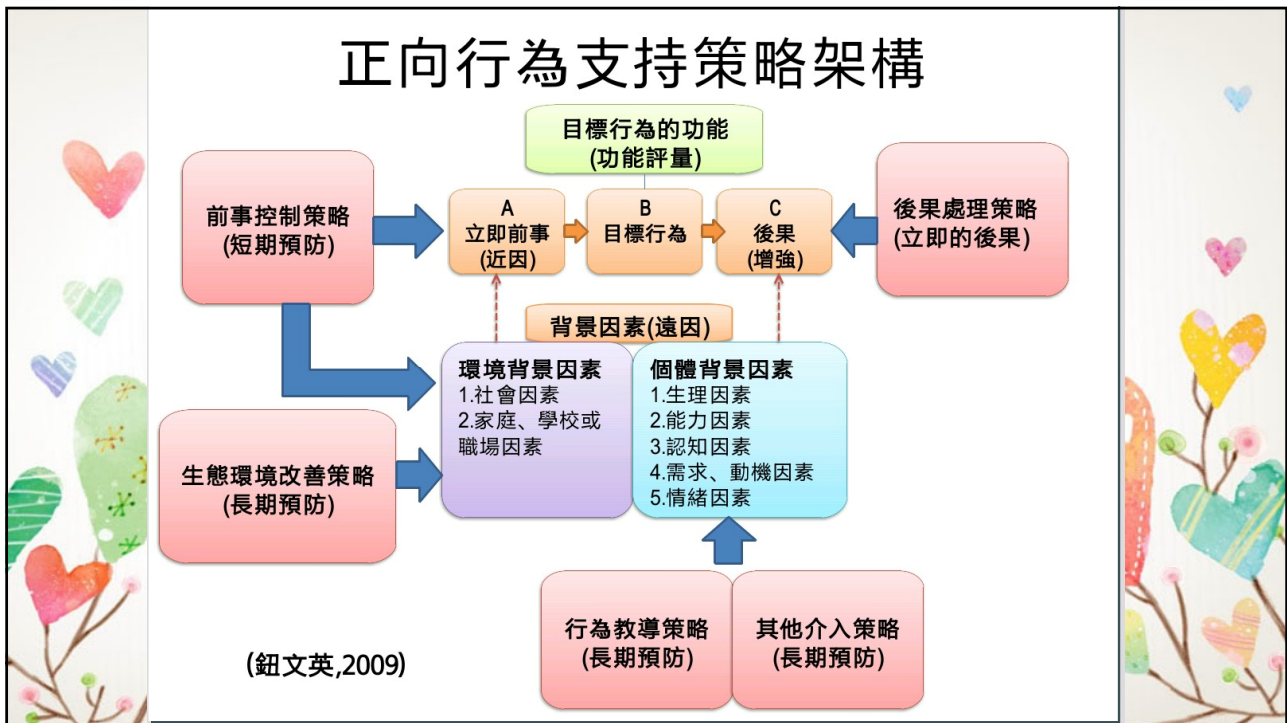 正向行為支持策略架構
目標行為的功能
(功能評量)
前事控制策略
(短期預防)
A
立即前事
(近因)
B
目標行為
C
後果
(增強)
後果處理策略
(立即的後果)
背景因素(遠因)
環境背景因素
1.社會因素
2.家庭、學校或
職場因素
個體背景因素
1.生理因素
2.能力因素
3.認知因素
4.需求、動機因素
5.情緒因素
生態環境改善策略
(長期預防)
行為教導策略
(長期預防)
其他介入策略
(長期預防)
(鈕文英,2009)